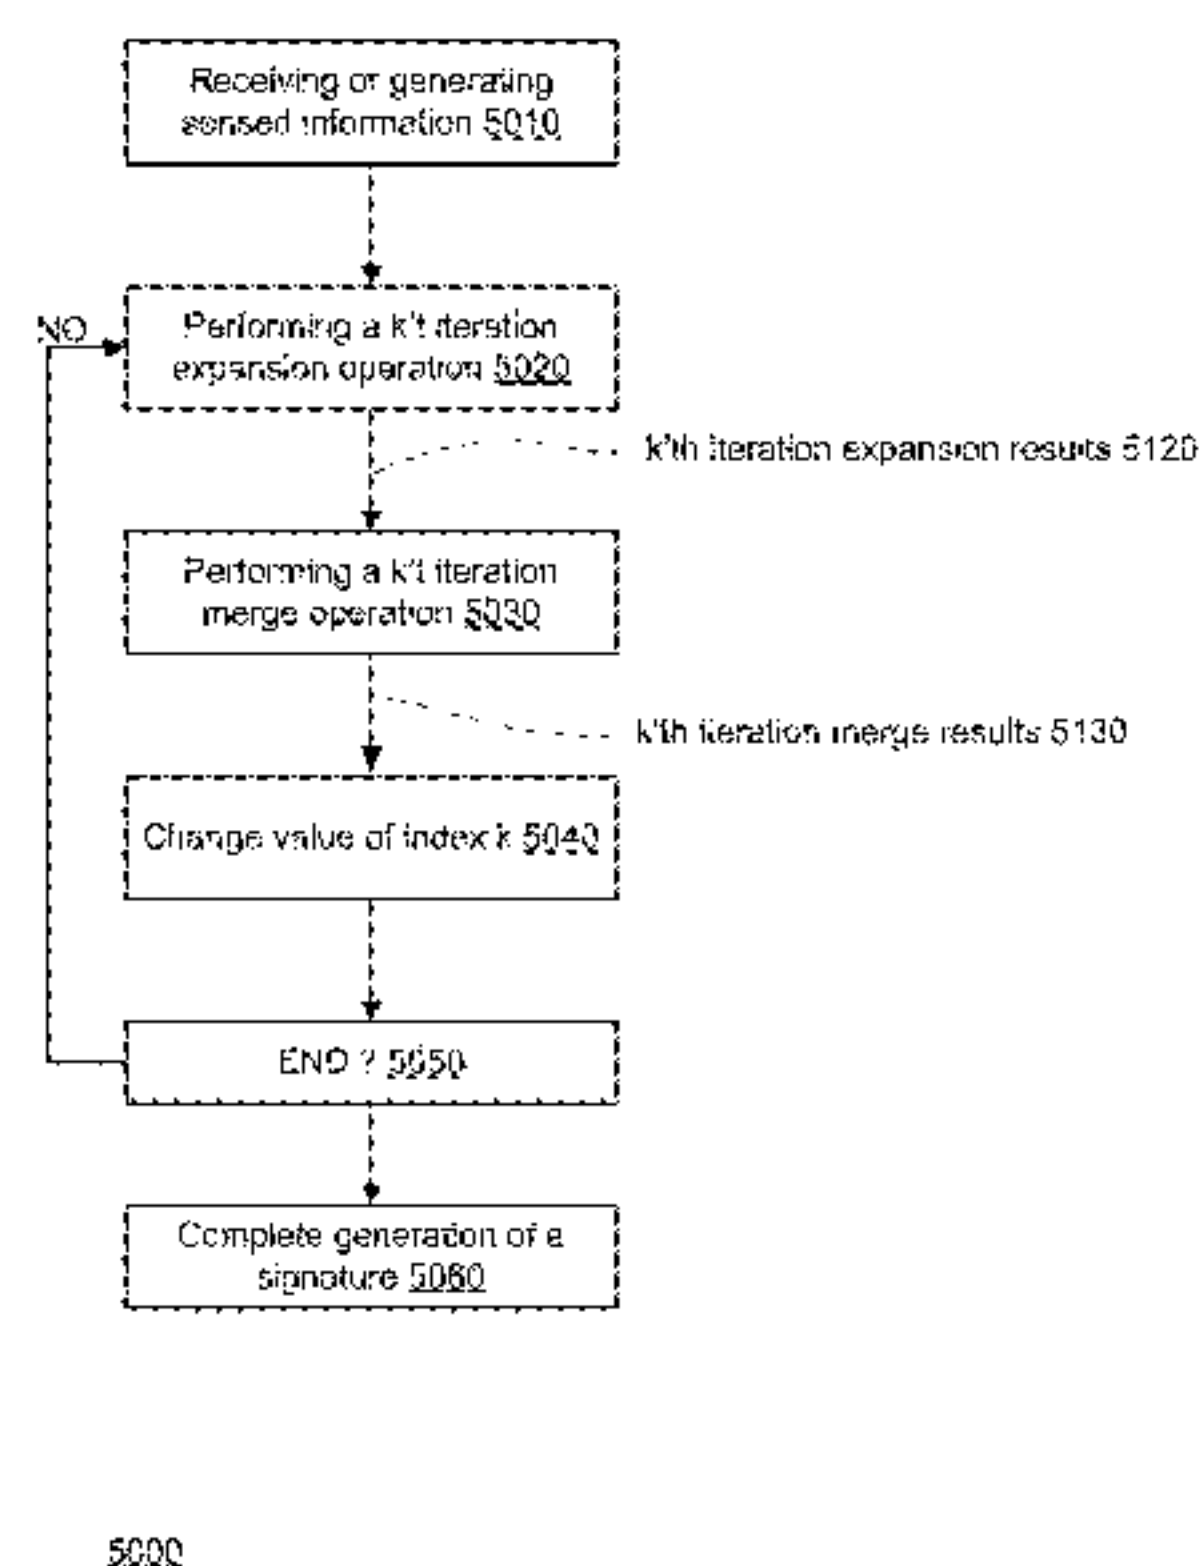 Receiving or generating
sensed information 5010
NO
Performing a k't iteration
expansion operation 5020
k'th iteration expansion results 5120
Performing a k't iteration
merge operation 5030
k'th iteration merge results 5130
Change value of index k 5040
END ? 5050
Complete generation of a
signature 5060
5000